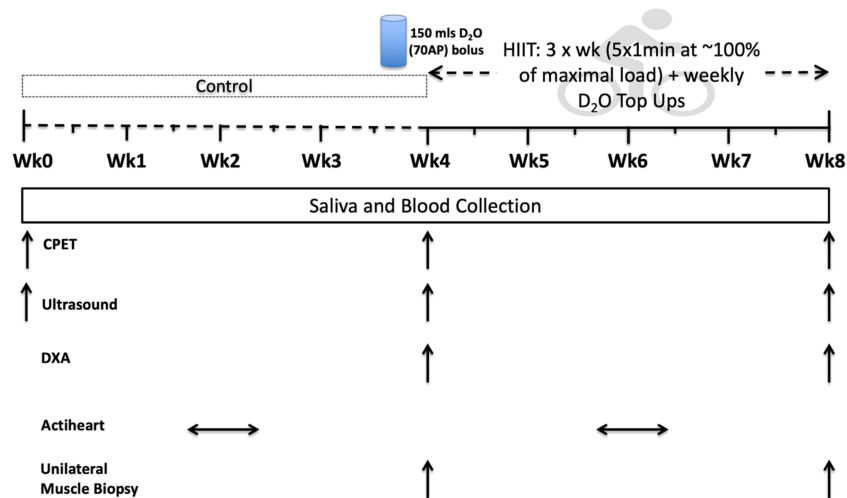 150 mls D₂O
(70AP) bolus
HIIT: 3 x wk (5x1min at ~100%
of maximal load) + weekly
D₂O Top Ups
Control
Wk0 Wk1 Wk2 Wk3 Wk4 Wk5 Wk6 Wk7 Wk8
Saliva and Blood Collection
CPET
Ultrasound
DXA
Actiheart
Unilateral
Muscle Biopsy